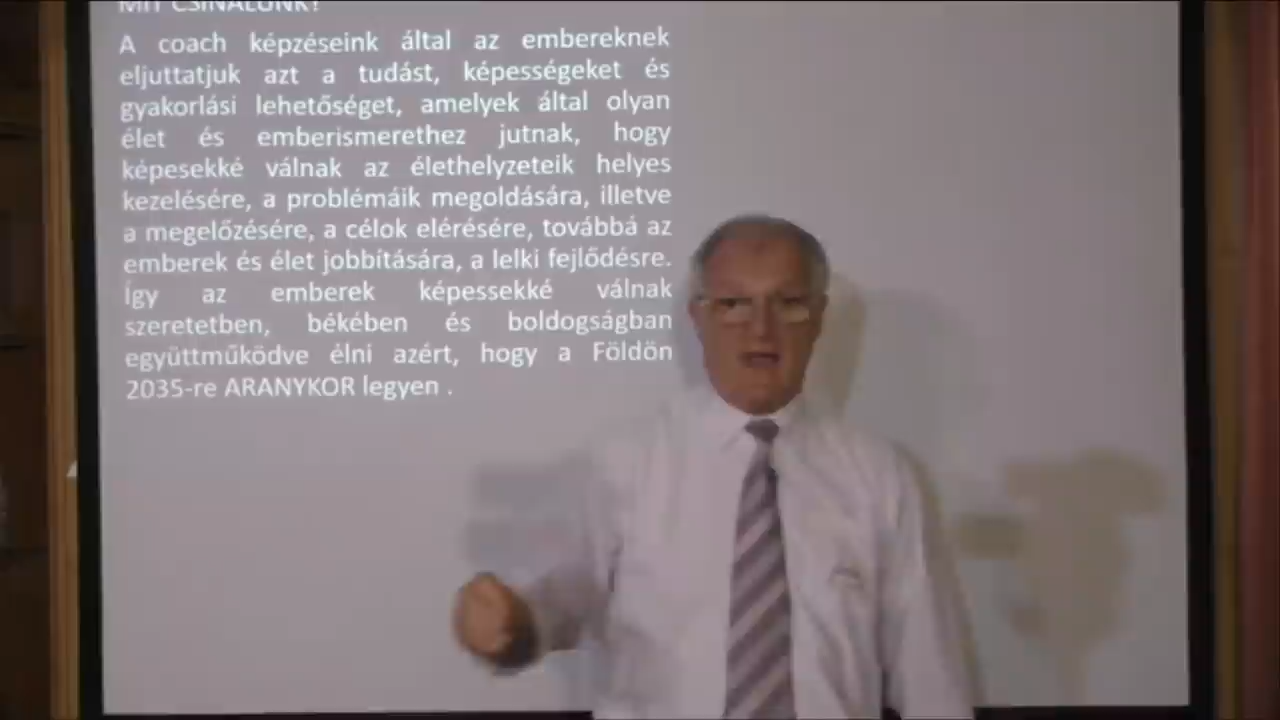 MIT CSINÁLUNK?
A coach képzéseink által az embereknek
eljuttatjuk azt a tudást, képességeket és
gyakorlási lehetőséget, amelyek által olyan
élet és emberismerethez jutnak, hogy
képesekké válnak az élethelyzeteik helyes
kezelésére, a problémáik megoldására, illetve
a megelőzésére, a célok elérésére, továbbá az
emberek és élet jobbítására, a lelki fejlődésre.
Így az emberek képessekké válnak
szeretetben, békében és boldogságban
együttműködve élni azért, hogy a Földön
2035-re ARANYKOR legyen .